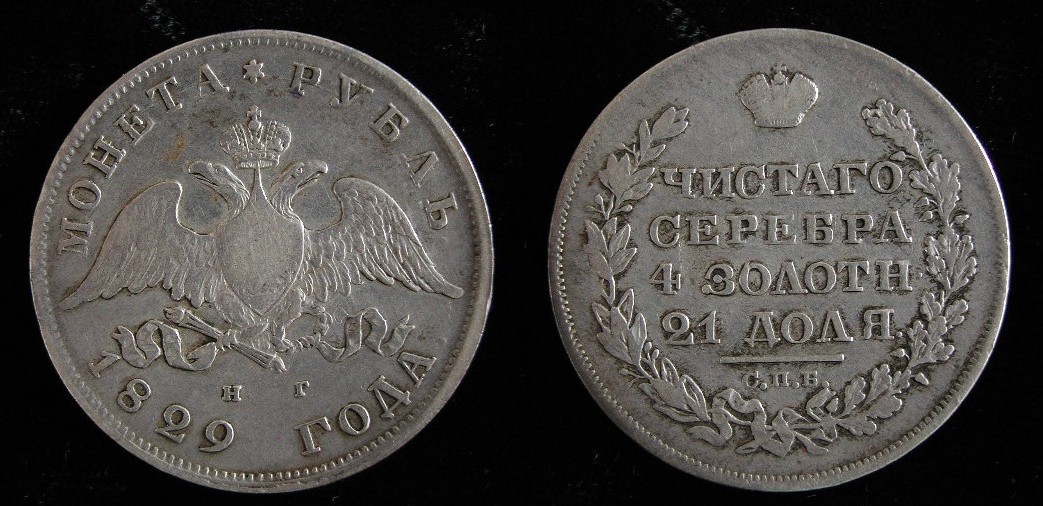 МОНЕТА * РУБЛЬ
1829 ГОДА
Н Г
ЧИСТАГО
СЕРЕБРА
4 ЗОЛОТН
21 ДОЛЯ
С.П.Б.